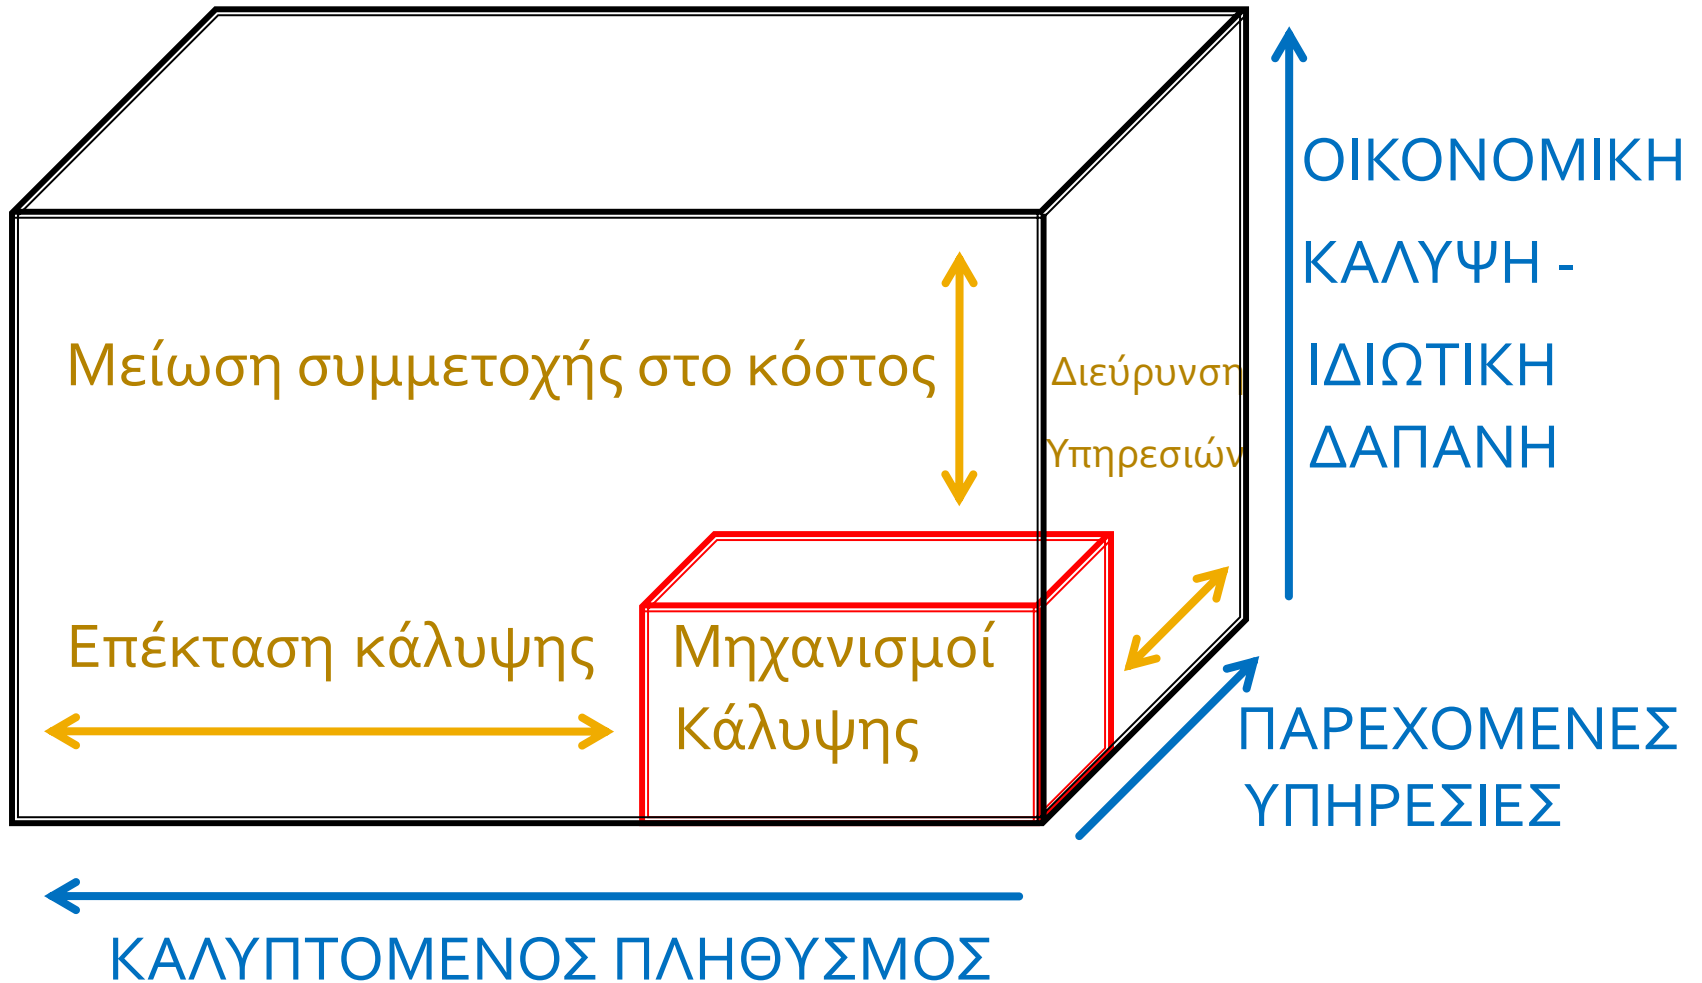 ΟΙΚΟΝΟΜΙΚΗ
ΚΑΛΥΨΗ -
ΙΔΙΩΤΙΚΗ
ΔΑΠΑΝΗ
Μείωση συμμετοχής στο κόστος
Διεύρυνση
Υπηρεσιών
Επέκταση κάλυψης
Μηχανισμοί
Κάλυψης
ΠΑΡΕΧΟΜΕΝΕΣ
ΥΠΗΡΕΣΙΕΣ
ΚΑΛΥΠΤΟΜΕΝΟΣ ΠΛΗΘΥΣΜΟΣ